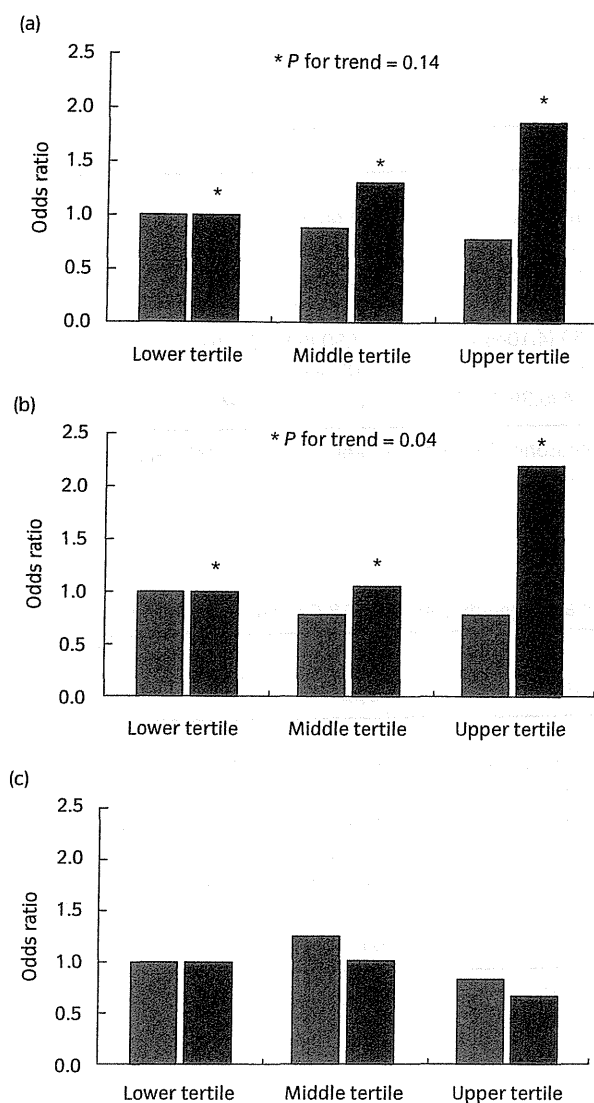 (a)
* P for trend = 0.14
Odds ratio
2.5
2.0
1.5
1.0
0.5
0.0
*
*
*
Lower tertile Middle tertile Upper tertile
(b)
* P for trend = 0.04
Odds ratio
2.5
2.0
1.5
1.0
0.5
0.0
*
*
*
Lower tertile Middle tertile Upper tertile
(c)
Odds ratio
2.5
2.0
1.5
1.0
0.5
0.0
Lower tertile Middle tertile Upper tertile